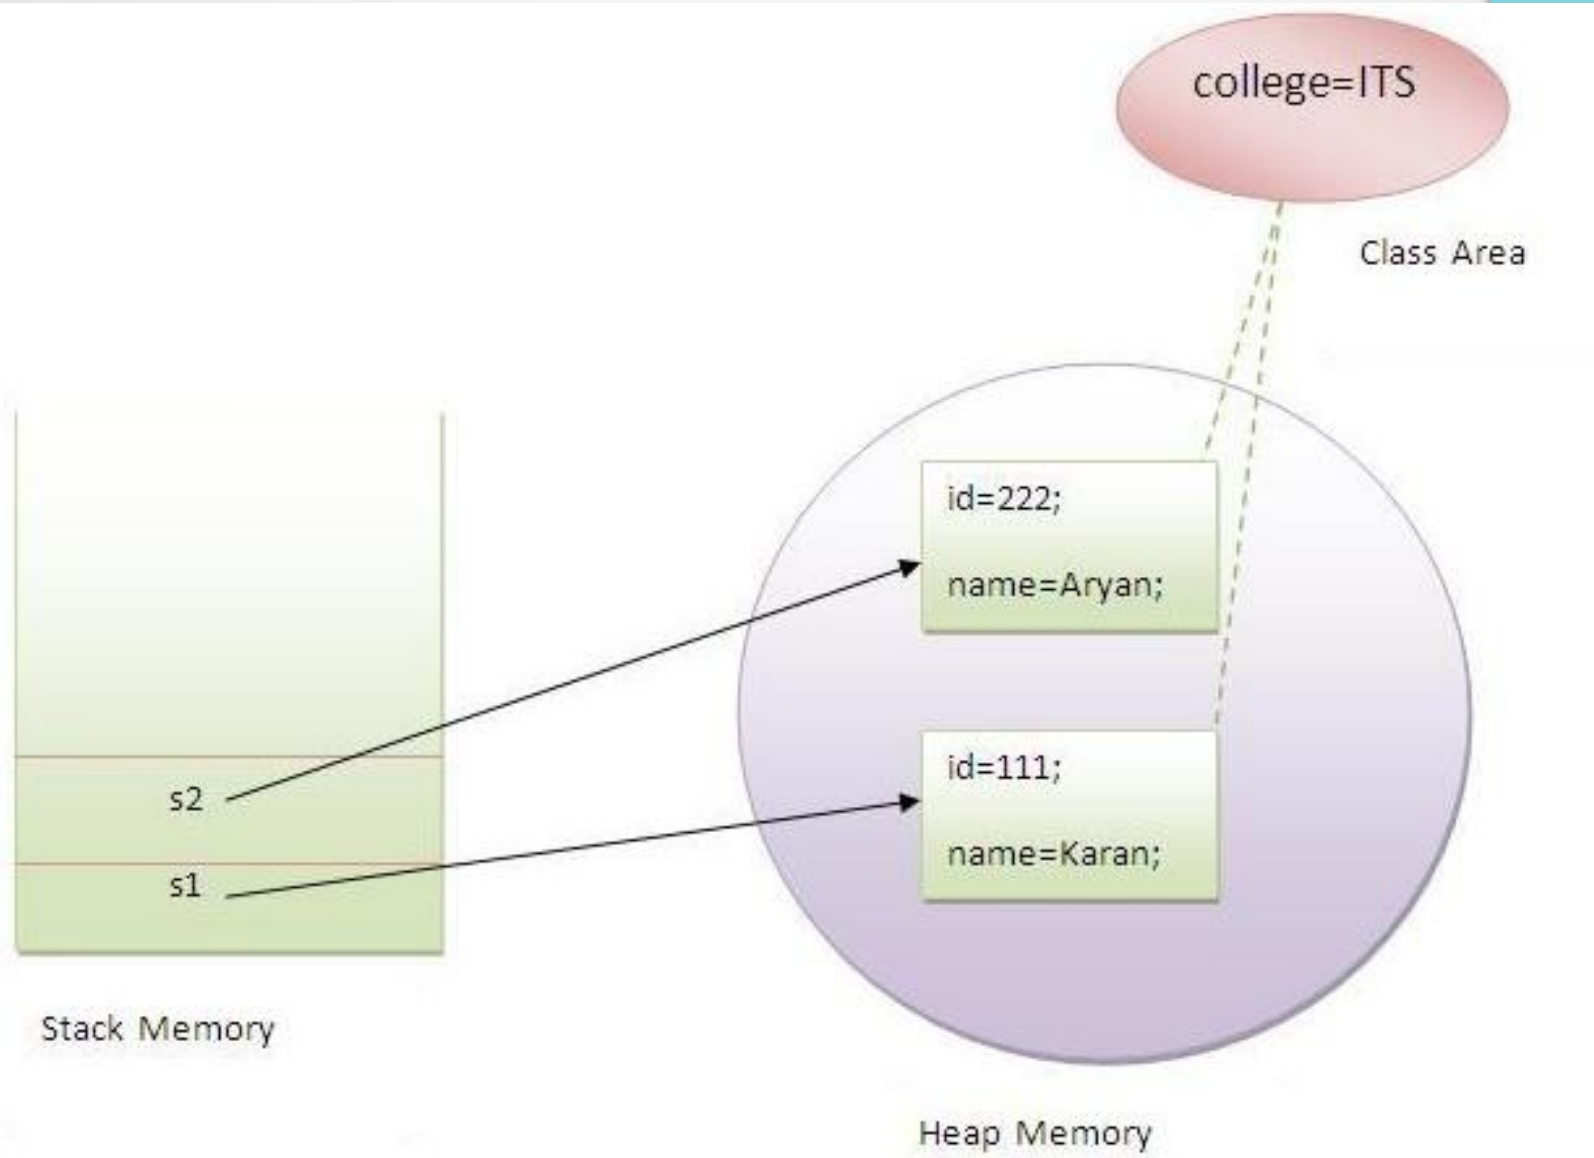 college=ITS
Class Area
id=222;
name=Aryan;
s2
id=111;
name=Karan;
s1
Stack Memory
Heap Memory